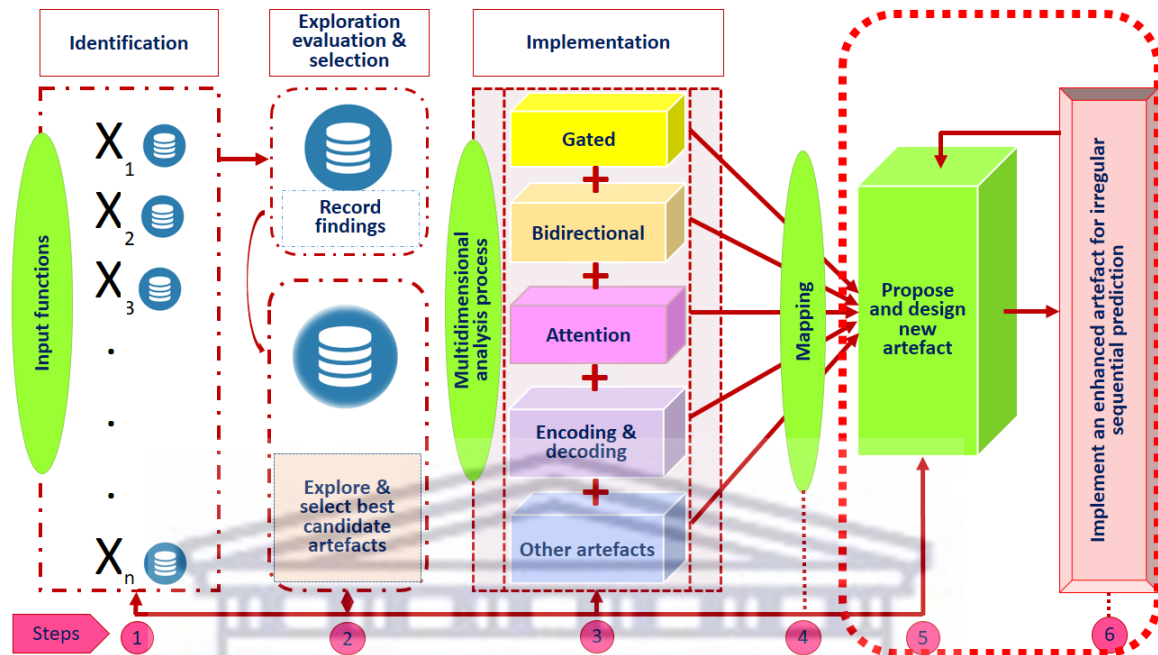 Identification
Exploration
evaluation &
selection
Implementation
Input functions
X1
X2
X3
.
.
.
Xn
Record
findings
Explore &
select best
candidate
artefacts
Multidimensional
analysis process
Gated
+
Bidirectional
+
Attention
+
Encoding &
decoding
+
Other artefacts
Mapping
Propose
and design
new
artefact
Implement an enhanced artefact for irregular
sequential prediction
Steps
1
2
3
4
5
6